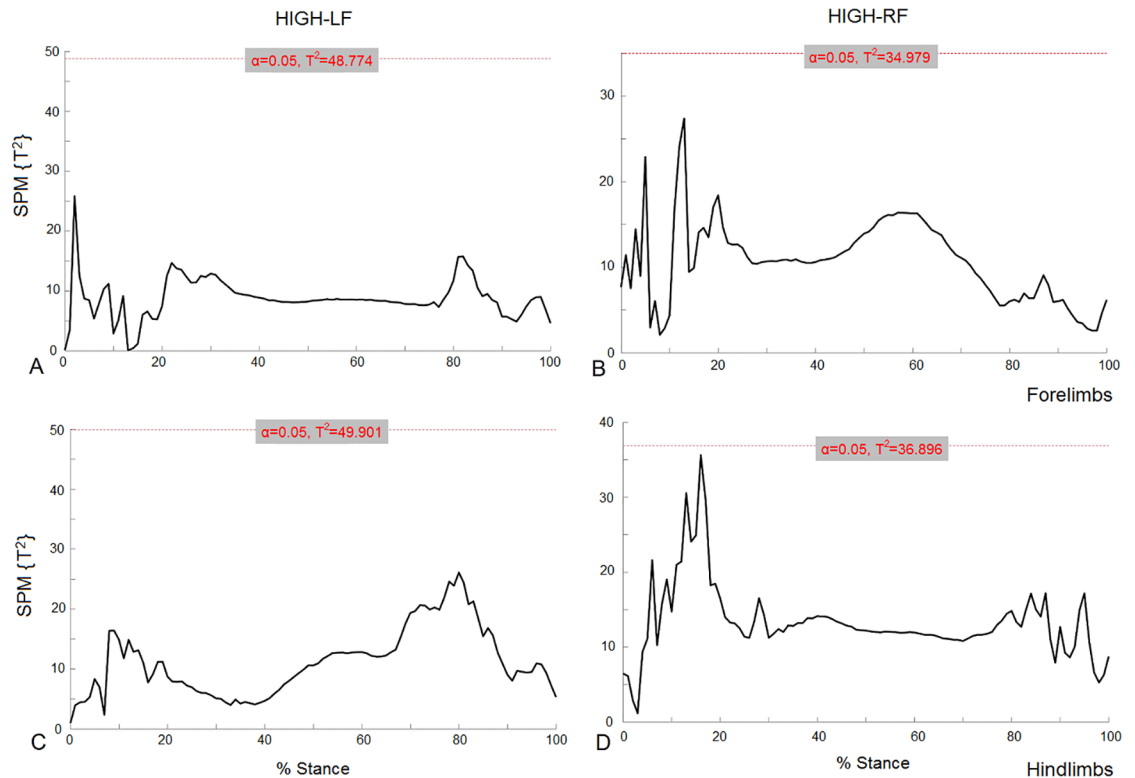 HIGH-LF
HIGH-RF
50
40
30
20
10
0
SPM {T²}
α=0.05, T²=48.774
0 20 40 60 80 100
A
30
20
10
0
α=0.05, T²=34.979
0 20 40 60 80 100
B
Forelimbs
50
40
30
20
10
0
SPM {T²}
α=0.05, T²=49.901
0 20 40 60 80 100
C
% Stance
40
30
20
10
0
α=0.05, T²=36.896
0 20 40 60 80 100
D
% Stance
Hindlimbs